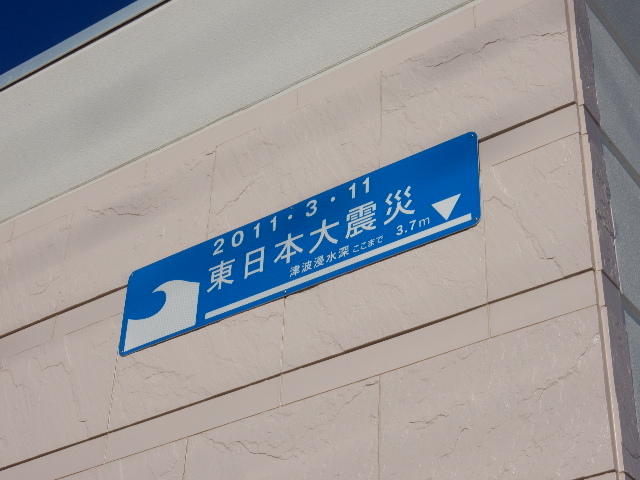 2011・3・11
東日本大震災
津波浸水深 ここまで 3.7m